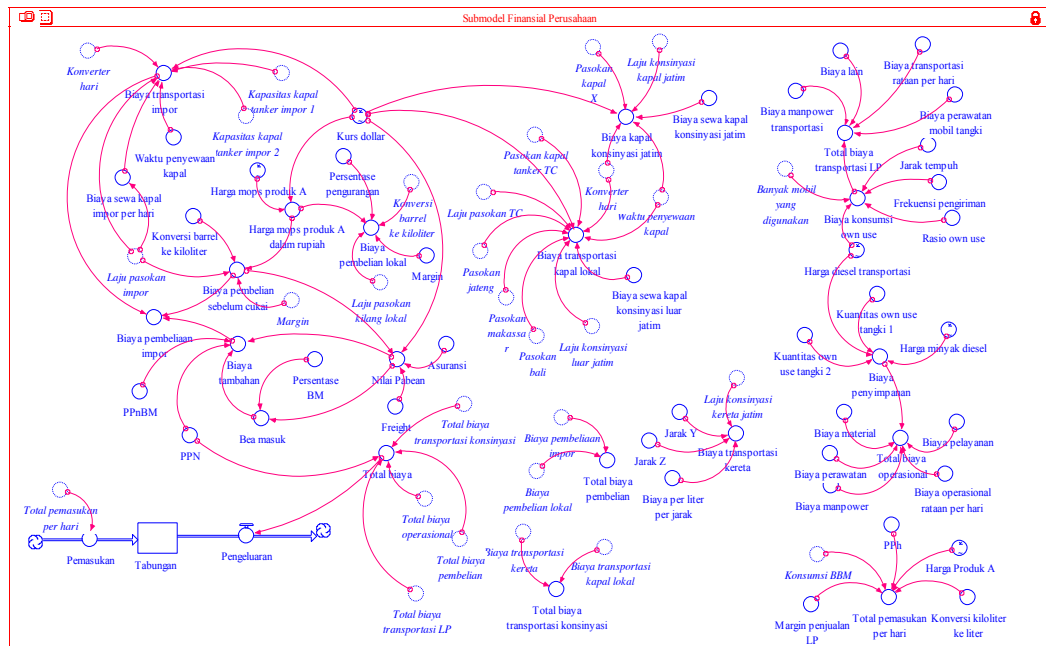 Submodel Finansial Perusahaan
Konverter
hari
Biaya transportasi
impor
Kapasitas kapal
tanker impor 1
Kapasitas kapal
tanker impor 2
Waktu penyewaan
kapal
Biaya sewa kapal
impor per hari
Kurs dollar
Harga mops produk A
Persentase
pengurangan
Harga mops produk A
dalam rupiah
Konversi
barrel
ke kiloliter
Biaya
pembelian lokal
Margin
Konversi barrel
ke kiloliter
Laju pasokan
impor
Biaya pembelian
sebelum cukai
Margin
Laju pasokan
kilang lokal
Biaya pembeliaan
impor
Biaya
tambahan
Persentase
BM
Nilai Pabean
Asuransi
PPnBM
Bea masuk
Freight
PPN
Pasokan
kapal
X
Laju konsinyasi
kapal jatim
Biaya kapal
konsinyasi jatim
Biaya sewa kapal
konsinyasi jatim
Pasokan kapal
tanker TC
Konverter
hari
Waktu penyewaan
kapal
Laju pasokan TC
Biaya transportasi
kapal lokal
Pasokan
jateng
Biaya sewa kapal
konsinyasi luar
jatim
Pasokan
makassa
r
Pasokan
bali
Laju konsinyasi
luar jatim
Biaya lain
Biaya transportasi
rataan per hari
Biaya manpower
transportasi
Biaya perawatan
mobil tangki
Total biaya
transportasi LP
Jarak tempuh
Banyak mobil
yang
digunakan
Biaya konsumsi
own use
Frekuensi pengiriman
Rasio own use
Harga diesel transportasi
Kuantitas own use
tangki 1
Kuantitas own
use tangki 2
Harga minyak diesel
Biaya
penyimpanan
Biaya material
Biaya pelayanan
Total biaya
operasional
Biaya perawatan
Biaya manpower
Biaya operasional
rataan per hari
Laju konsinyasi
kereta jatim
Jarak Y
Jarak Z
Biaya transportasi
kereta
Biaya per liter
per jarak
Total biaya
transportasi konsinyasi
Total biaya
Total biaya
operasional
Total biaya
pembelian
Total biaya
transportasi LP
Biaya pembeliaan
impor
Biaya
pembelian lokal
Total biaya
pembelian
Total pemasukan
per hari
Pemasukan
Tabungan
Pengeluaran
Biaya transportasi
kereta
Biaya transportasi
kapal lokal
Total biaya
transportasi konsinyasi
PPh
Konsumsi BBM
Harga Produk A
Margin penjualan
LP
Total pemasukan
per hari
Konversi kiloliter
ke liter